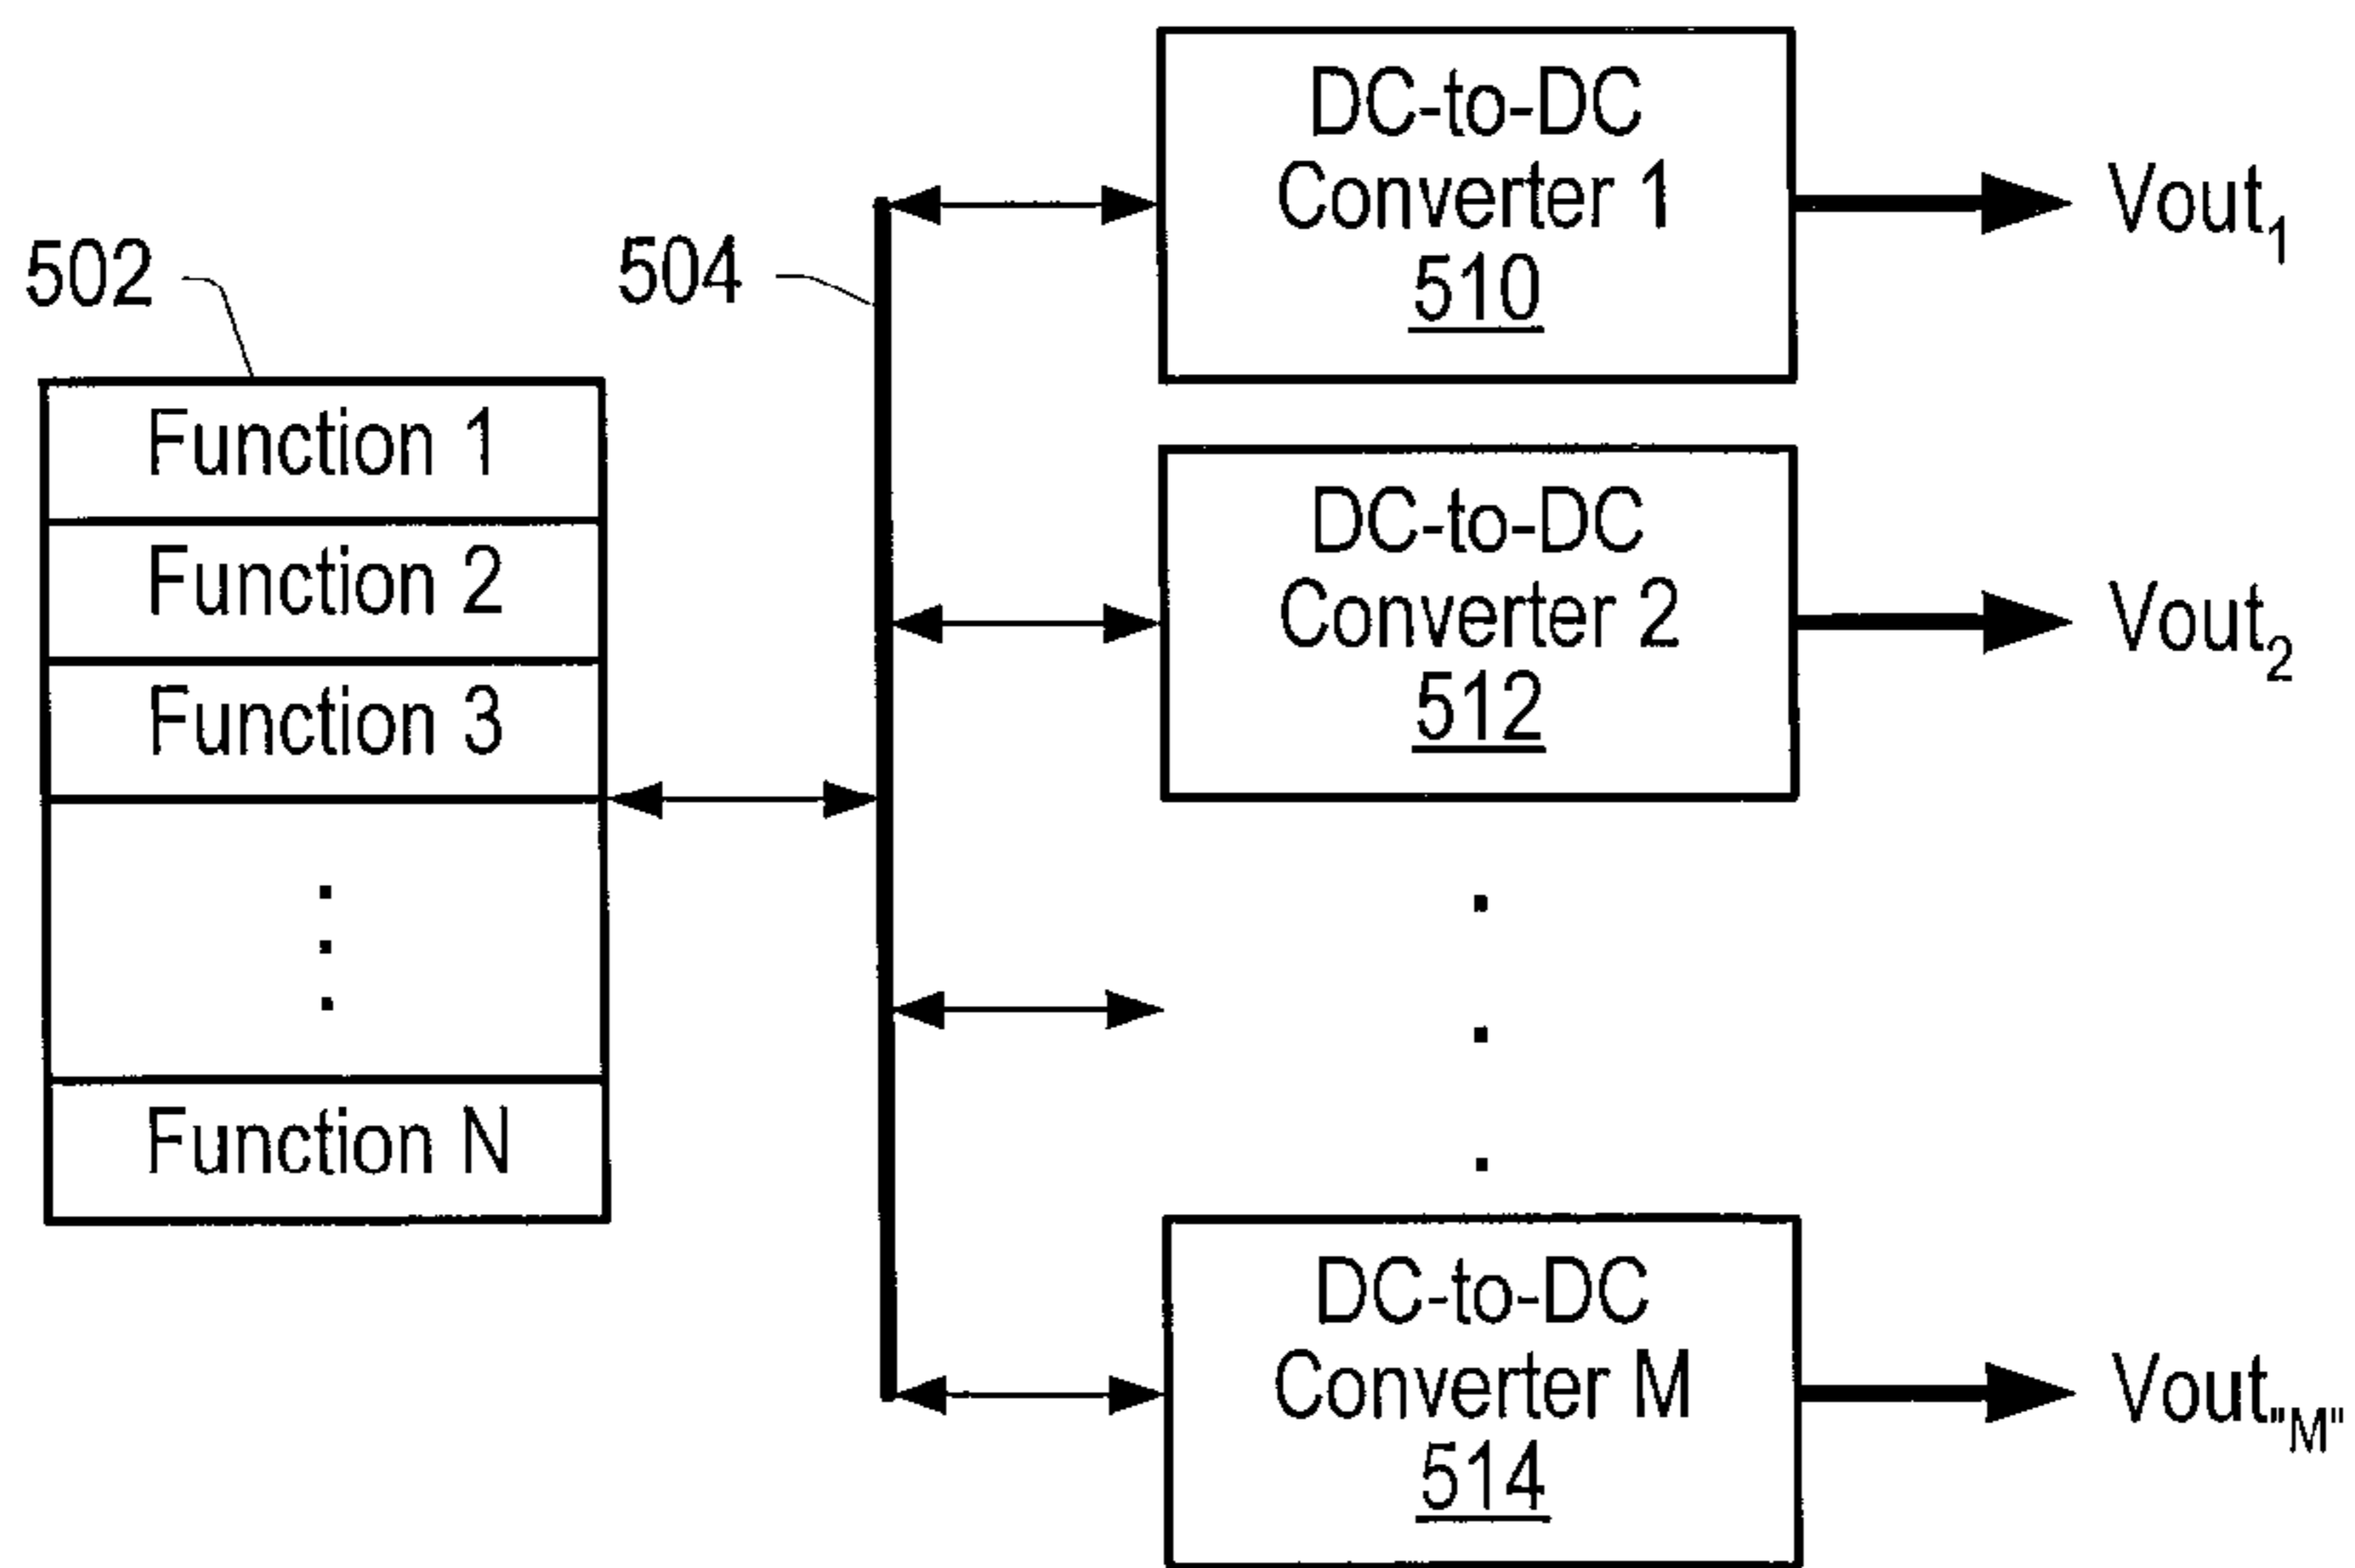 502
Function 1
Function 2
Function 3
Function N
504
DC-to-DC
Converter 1
510
Vout1
DC-to-DC
Converter 2
512
Vout2
DC-to-DC
Converter M
514
Vout"M"